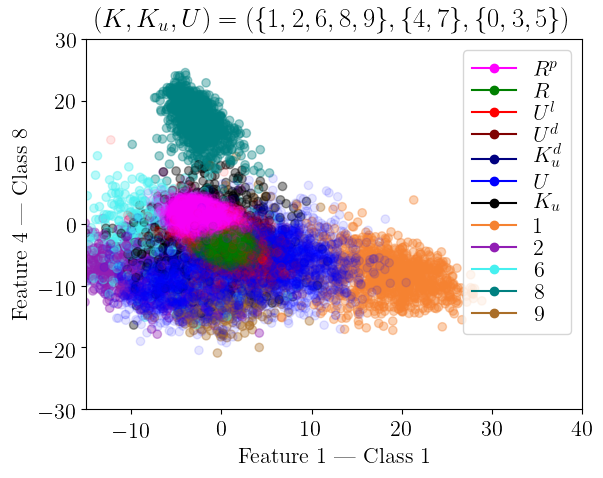 (K, K_u, U) = ({1, 2, 6, 8, 9}, {4, 7}, {0, 3, 5})
30
20
10
0
−10
−20
−30
Feature 4 — Class 8
R^p
R
U^l
U^d
K_u^d
U
K_u
1
2
6
8
9
−10
0
10
20
30
40
Feature 1 — Class 1